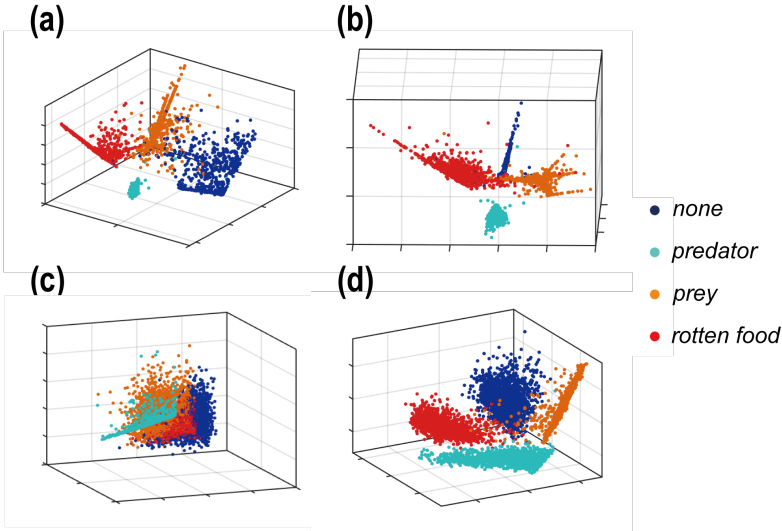 (a)
(b)
(c)
(d)
none
predator
prey
rotten food